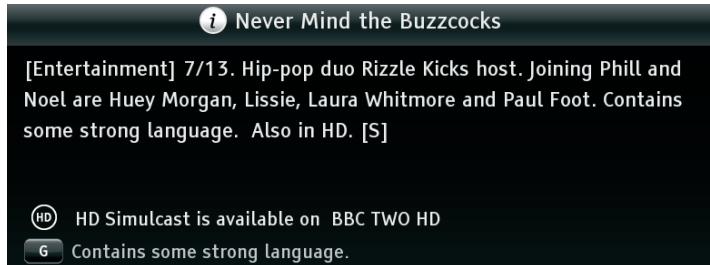 i Never Mind the Buzzcocks
[Entertainment] 7/13. Hip-pop duo Rizzle Kicks host. Joining Phill and
Noel are Huey Morgan, Lissie, Laura Whitmore and Paul Foot. Contains
some strong language.  Also in HD. [S]
HD HD Simulcast is available on  BBC TWO HD
G Contains some strong language.